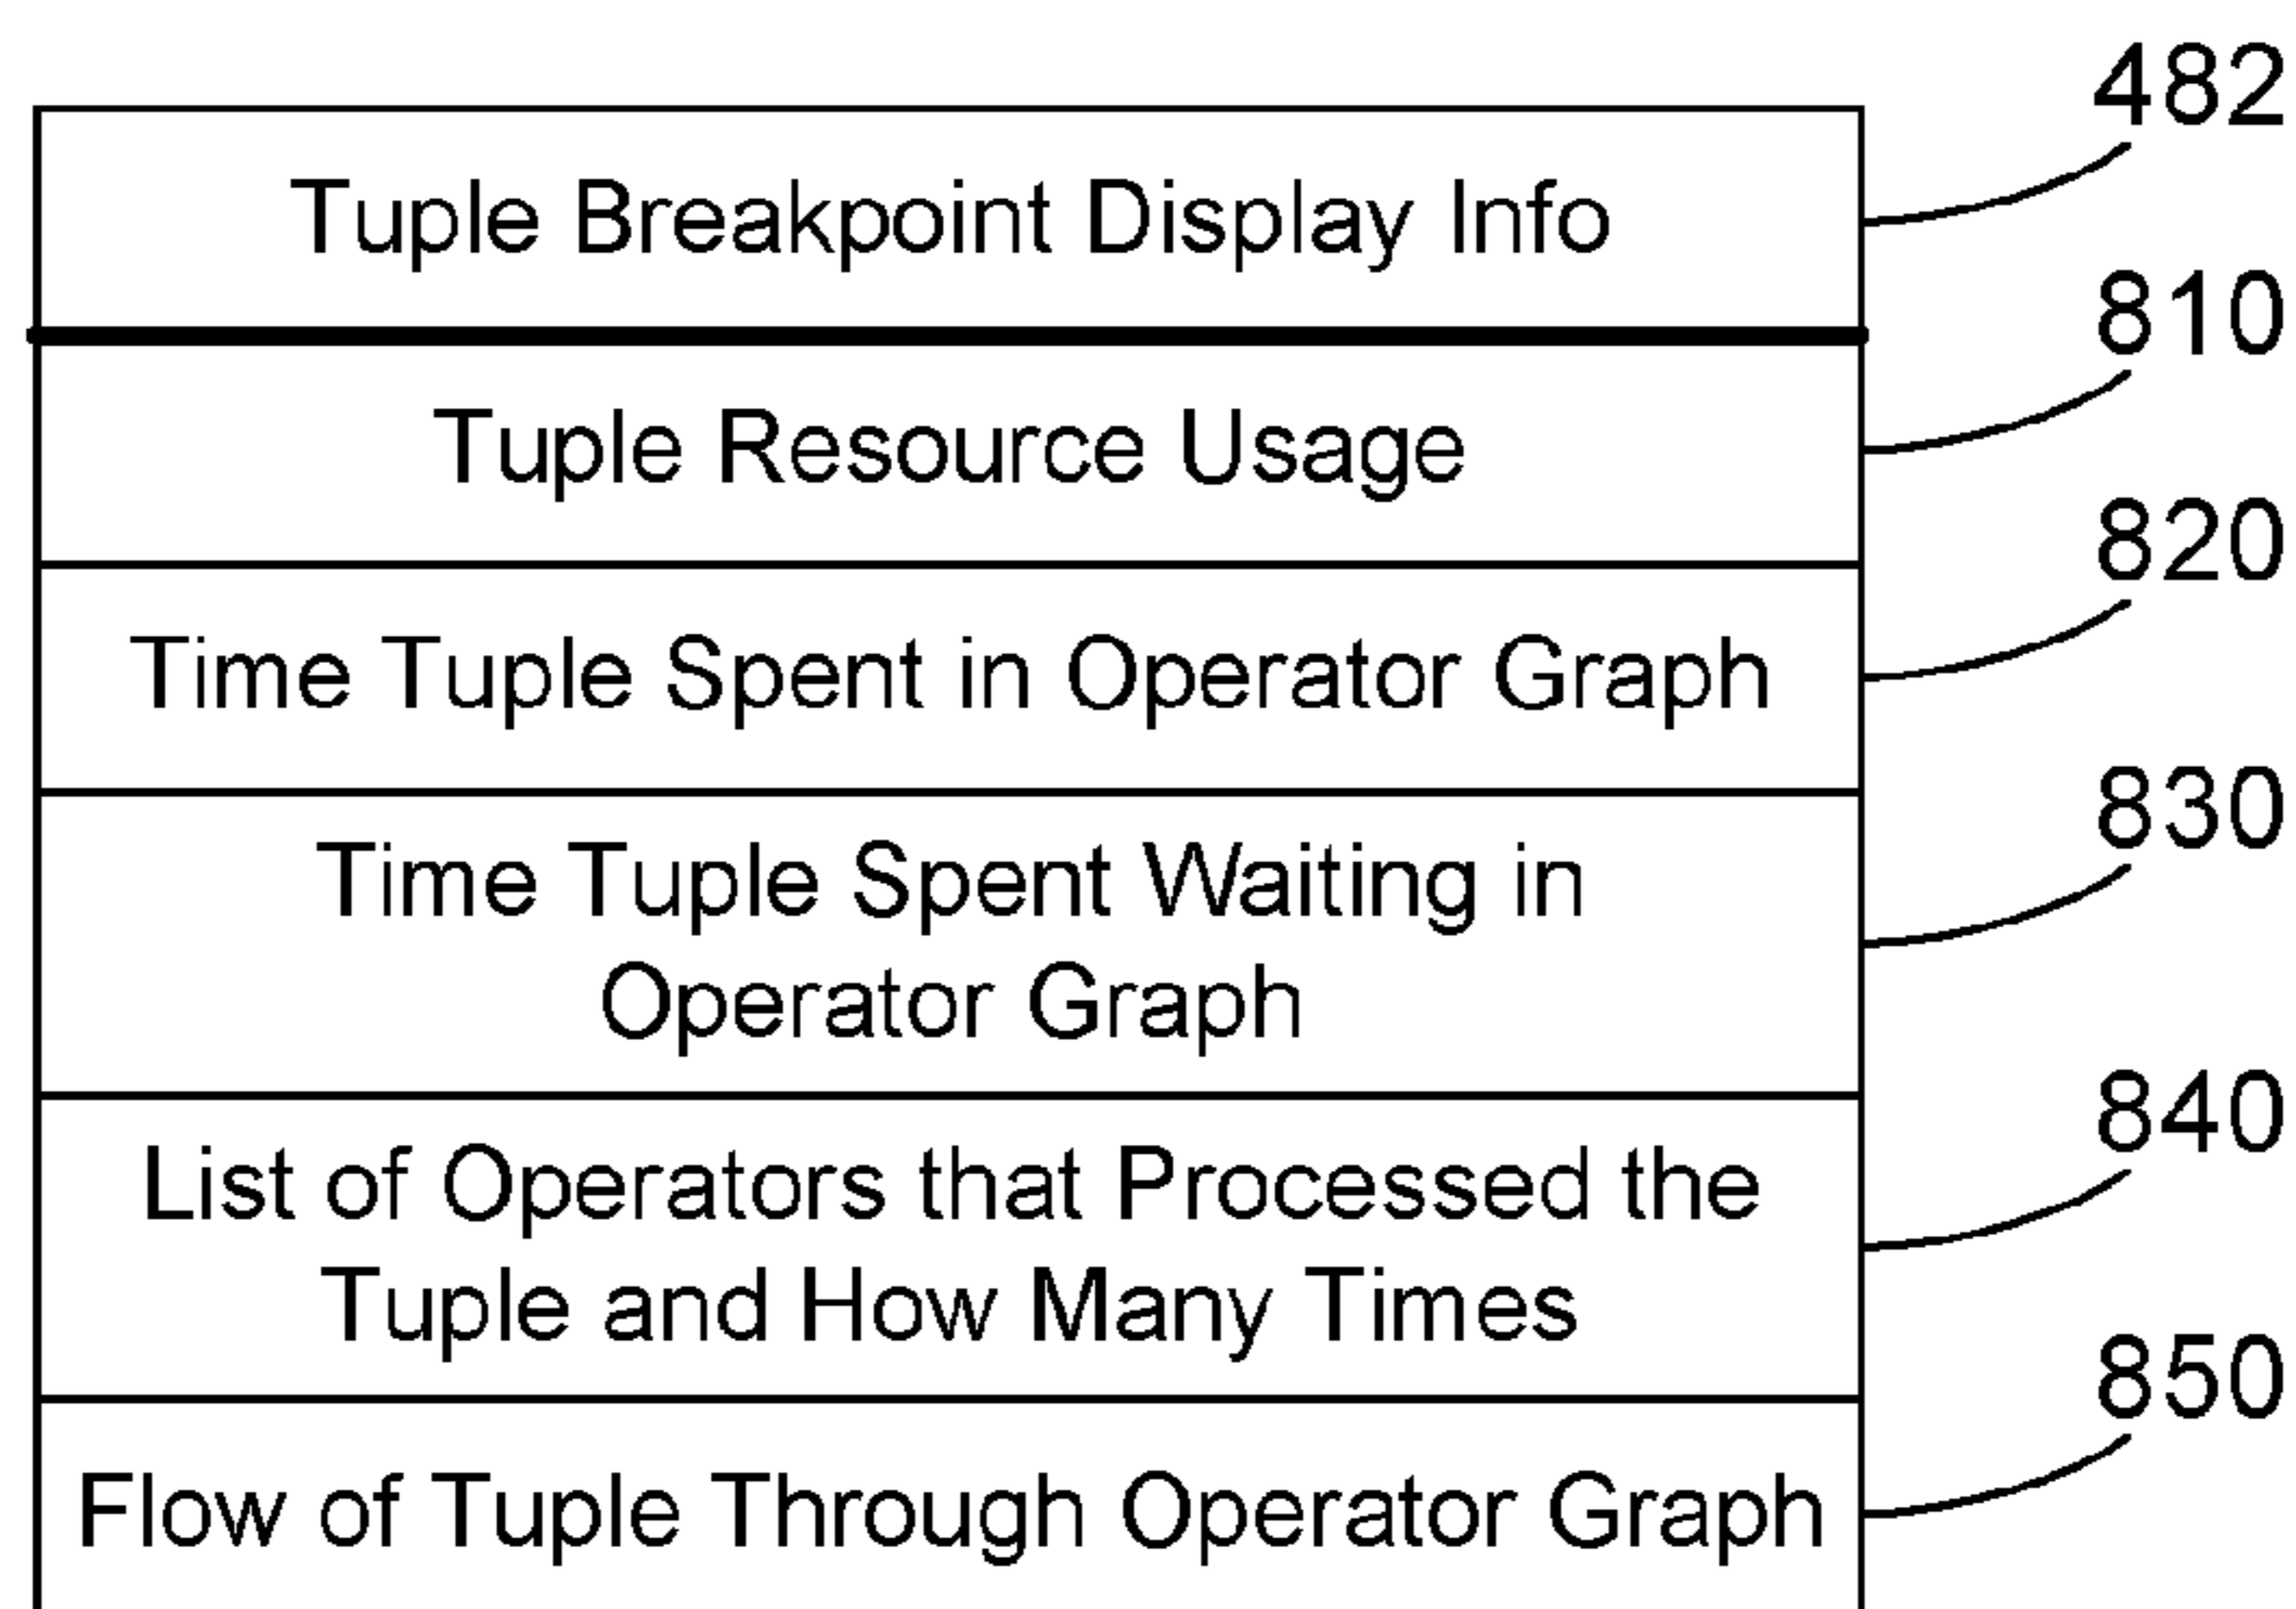 482
Tuple Breakpoint Display Info
810
Tuple Resource Usage
820
Time Tuple Spent in Operator Graph
830
Time Tuple Spent Waiting in
Operator Graph
840
List of Operators that Processed the
Tuple and How Many Times
850
Flow of Tuple Through Operator Graph